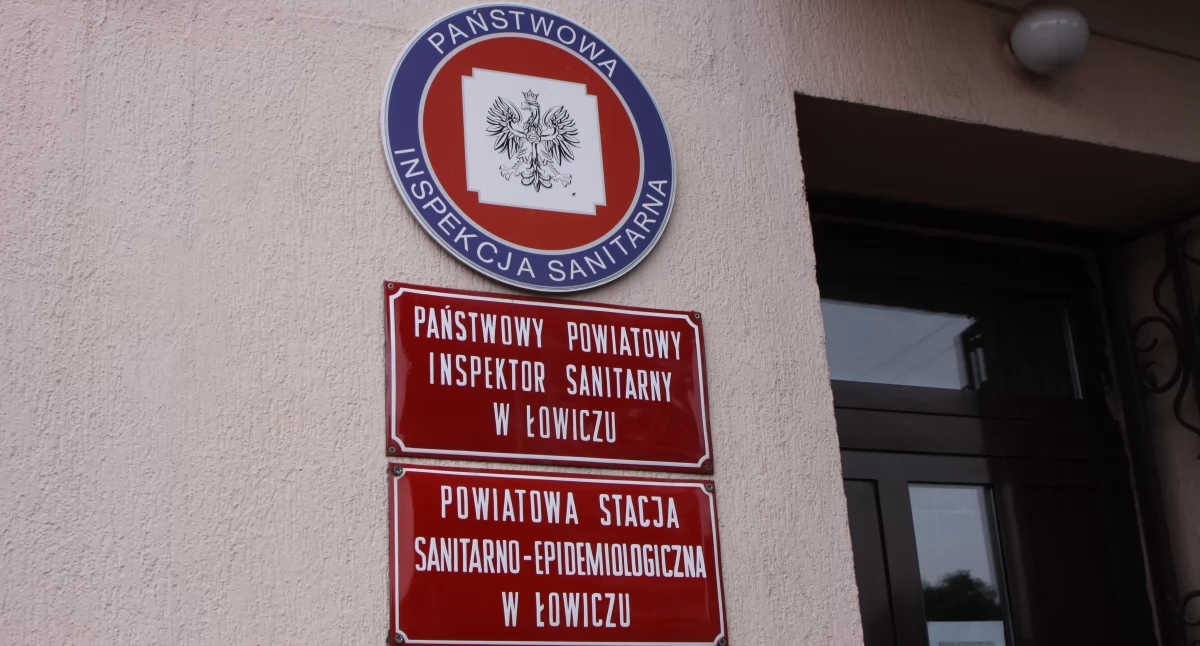 PAŃSTWOWA
INSPEKCJA SANITARNA
PAŃSTWOWY POWIATOWY
INSPEKTOR SANITARNY
W ŁOWICZU
POWIATOWA STACJA
SANITARNO-EPIDEMIOLOGICZNA
W ŁOWICZU